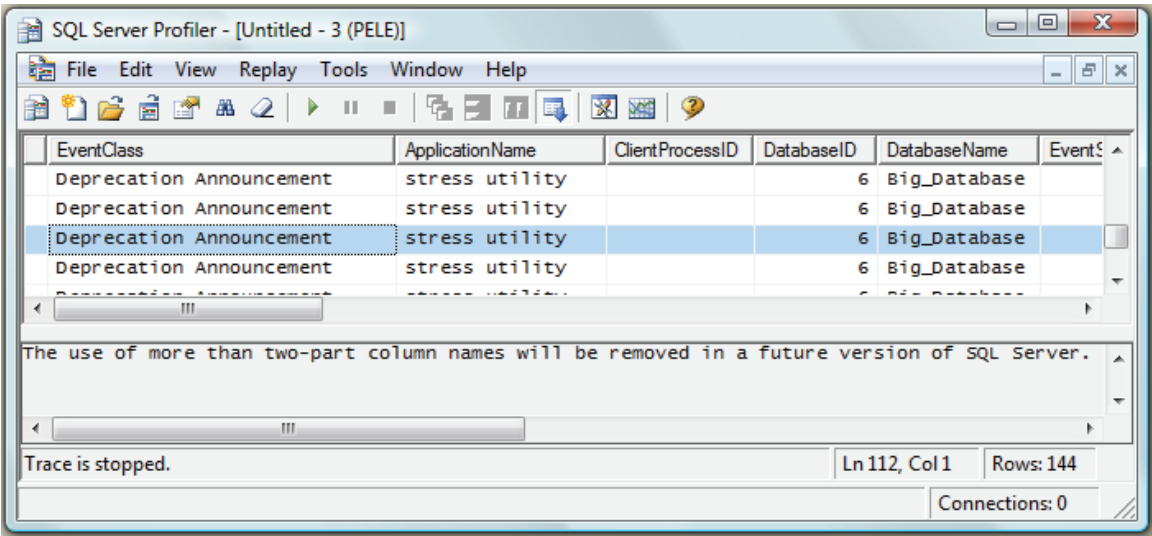 SQL Server Profiler - [Untitled - 3 (PELE)]
File Edit View Replay Tools Window Help
EventClass ApplicationName ClientProcessID DatabaseID DatabaseName EventS
Deprecation Announcement stress utility 6 Big_Database
Deprecation Announcement stress utility 6 Big_Database
Deprecation Announcement stress utility 6 Big_Database
Deprecation Announcement stress utility 6 Big_Database
The use of more than two-part column names will be removed in a future version of SQL Server.
Trace is stopped. Ln 112, Col 1 Rows: 144
Connections: 0